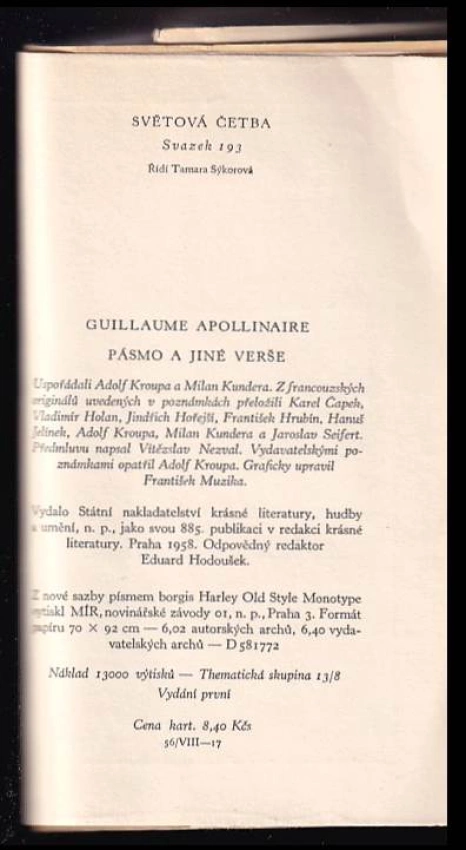 SVĚTOVÁ ČETBA
Svazek 193
Řídí Tamara Sýkorová
GUILLAUME APOLLINAIRE
PÁSMO A JINÉ VERŠE
Uspořádali Adolf Kroupa a Milan Kundera. Z francouzských
originálů uvedených v poznámkách přeložili Karel Čapek,
Vladimír Holan, Jindřich Hořejší, František Hrubín, Hanuš
Jelínek, Adolf Kroupa, Milan Kundera a Jaroslav Seifert.
Předmluvu napsal Vítězslav Nezval. Vydavatelskými po-
známkami opatřil Adolf Kroupa. Graficky upravil
František Muzika.
Vydalo Státní nakladatelství krásné literatury, hudby
a umění, n. p., jako svou 885. publikaci v redakci krásné
literatury. Praha 1958. Odpovědný redaktor
Eduard Hodoušek.
Z nové sazby písmem borgis Harley Old Style Monotype
vytiskl MÍR, novinářské závody 01, n. p., Praha 3. Formát
papíru 70 × 92 cm — 6,02 autorských archů, 6,40 vyda-
vatelských archů — D 581772
Náklad 13000 výtisků — Thematická skupina 13/8
Vydání první
Cena kart. 8,40 Kčs
56/VIII—17